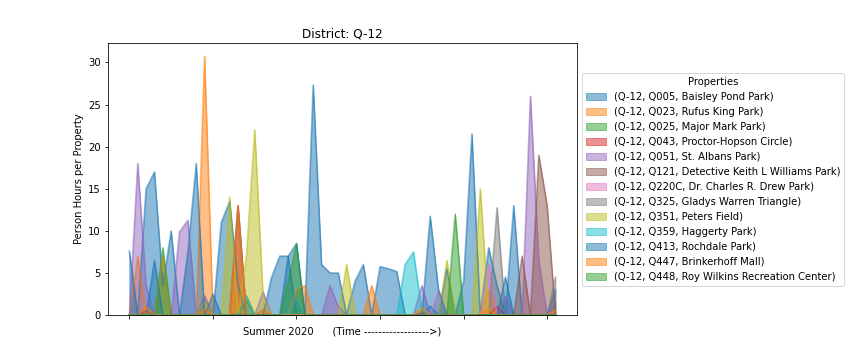 District: Q-12
Person Hours per Property
30
25
20
15
10
5
0
Summer 2020 (Time ------------------->)
Properties
(Q-12, Q005, Baisley Pond Park)
(Q-12, Q023, Rufus King Park)
(Q-12, Q025, Major Mark Park)
(Q-12, Q043, Proctor-Hopson Circle)
(Q-12, Q051, St. Albans Park)
(Q-12, Q121, Detective Keith L Williams Park)
(Q-12, Q220C, Dr. Charles R. Drew Park)
(Q-12, Q325, Gladys Warren Triangle)
(Q-12, Q351, Peters Field)
(Q-12, Q359, Haggerty Park)
(Q-12, Q413, Rochdale Park)
(Q-12, Q447, Brinkerhoff Mall)
(Q-12, Q448, Roy Wilkins Recreation Center)